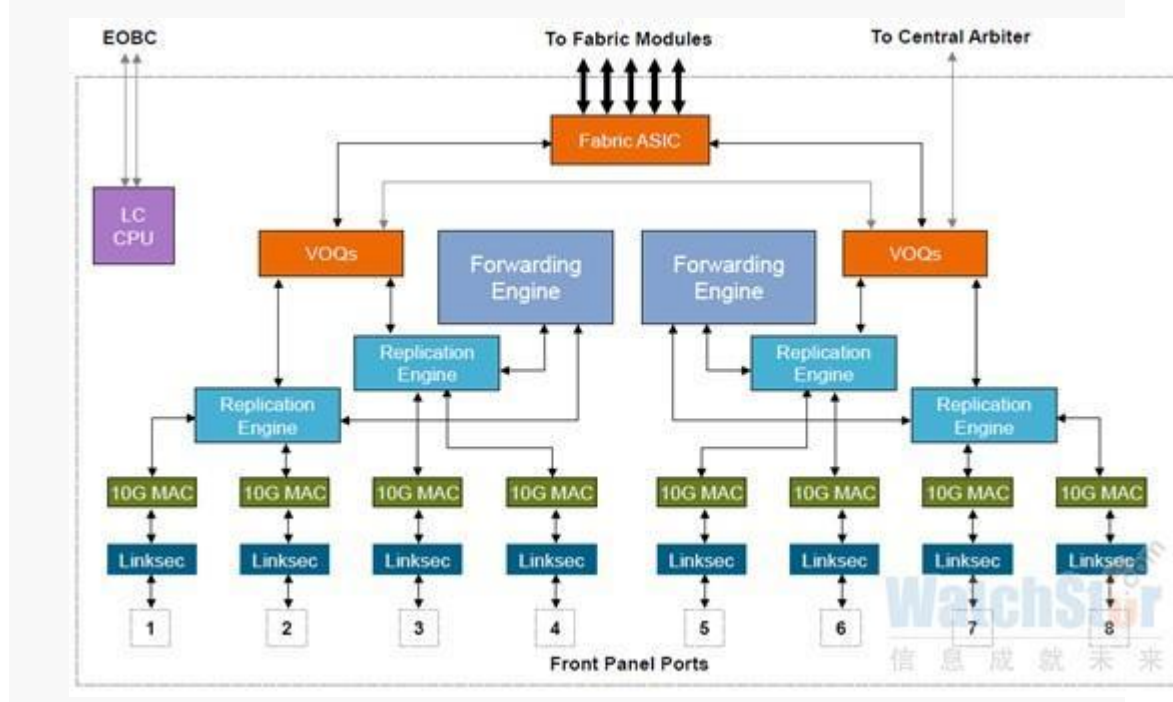 EOBC
To Fabric Modules
To Central Arbiter
Fabric ASIC
LC
CPU
VOQs
Forwarding
Engine
Forwarding
Engine
VOQs
Replication
Engine
Replication
Engine
Replication
Engine
Replication
Engine
10G MAC 10G MAC 10G MAC 10G MAC 10G MAC 10G MAC 10G MAC 10G MAC
Linksec Linksec Linksec Linksec Linksec Linksec Linksec Linksec
1 2 3 4 5 6 7 8
Front Panel Ports
WatchStor
.com
信息成就未来